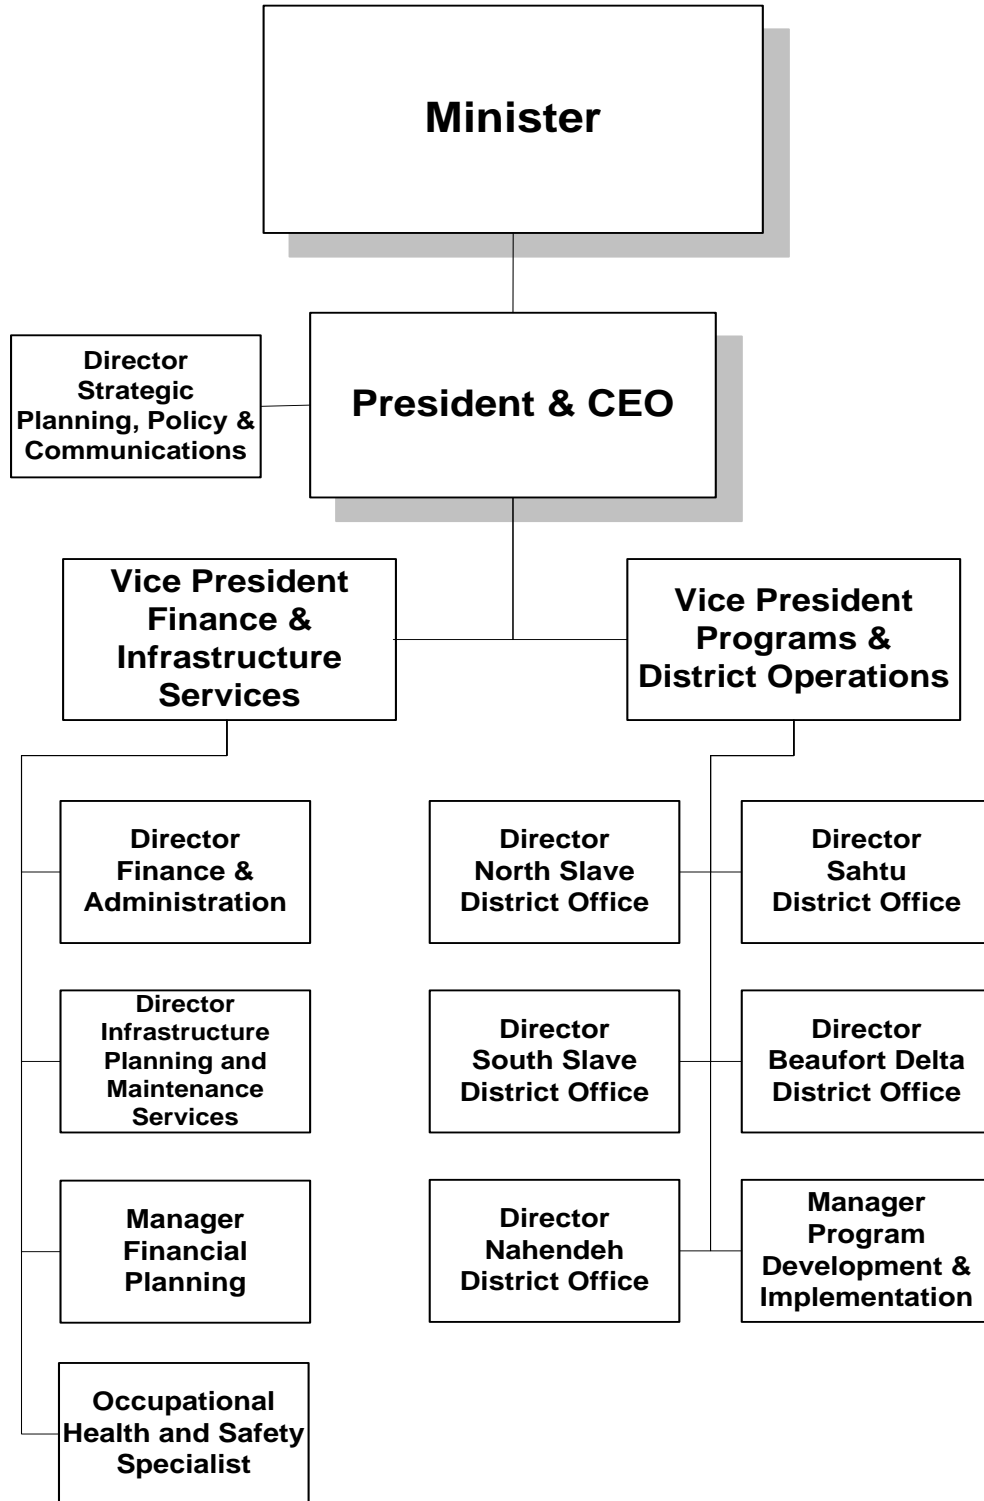 Minister
Director
Strategic
Planning, Policy &
Communications
President & CEO
Vice President
Finance &
Infrastructure
Services
Vice President
Programs &
District Operations
Director
Finance &
Administration
Director
North Slave
District Office
Director
Sahtu
District Office
Director
Infrastructure
Planning and
Maintenance
Services
Director
South Slave
District Office
Director
Beaufort Delta
District Office
Manager
Financial
Planning
Director
Nahendeh
District Office
Manager
Program
Development &
Implementation
Occupational
Health and Safety
Specialist